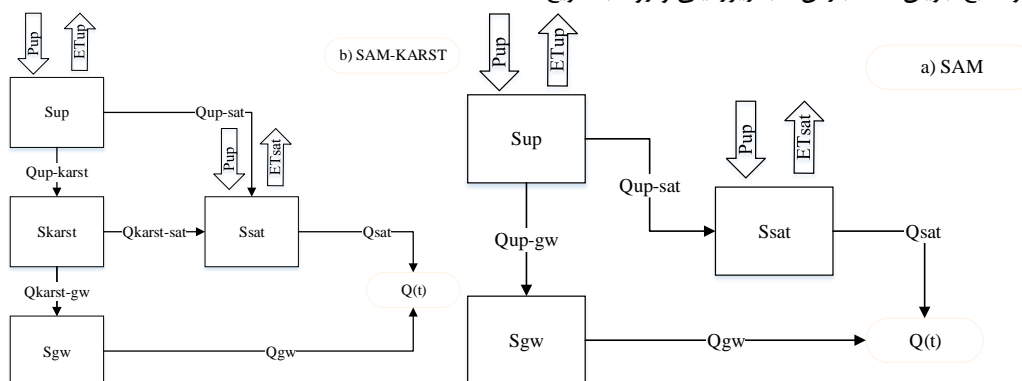 b) SAM-KARST
Pup
ETup
Sup
Qup-sat
Pup
ETsat
Qup-karst
Skarst
Qkarst-sat
Ssat
Qsat
Qkarst-gw
Q(t)
Sgw
Qgw
a) SAM
Pup
ETup
Sup
Pup
ETsat
Qup-sat
Ssat
Qsat
Qup-gw
Sgw
Qgw
Q(t)